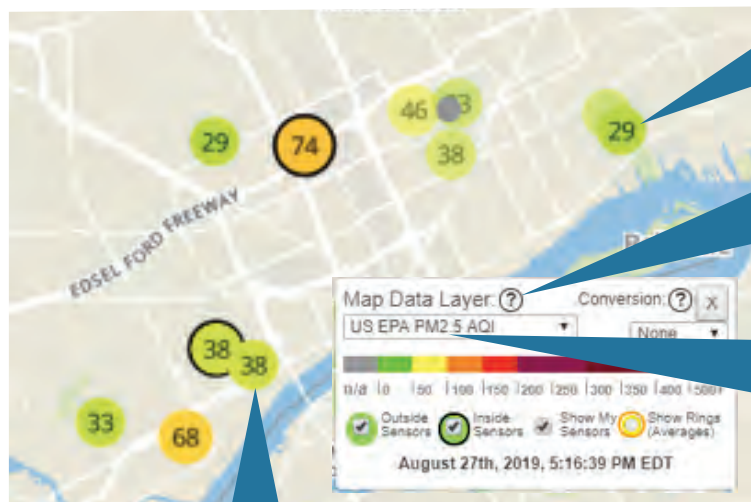 46
29
74
38
29
EDSEL FORD FREEWAY
Map Data Layer: ?
Conversion: ?
X
US EPA PM2.5 AQI
None
n/a 0 50 100 150 200 250 300 350 400 500+
38
38
33
68
Outside Sensors
Inside Sensors
Show My Sensors
Show Rings (Averages)
August 27th, 2019, 5:16:39 PM EDT